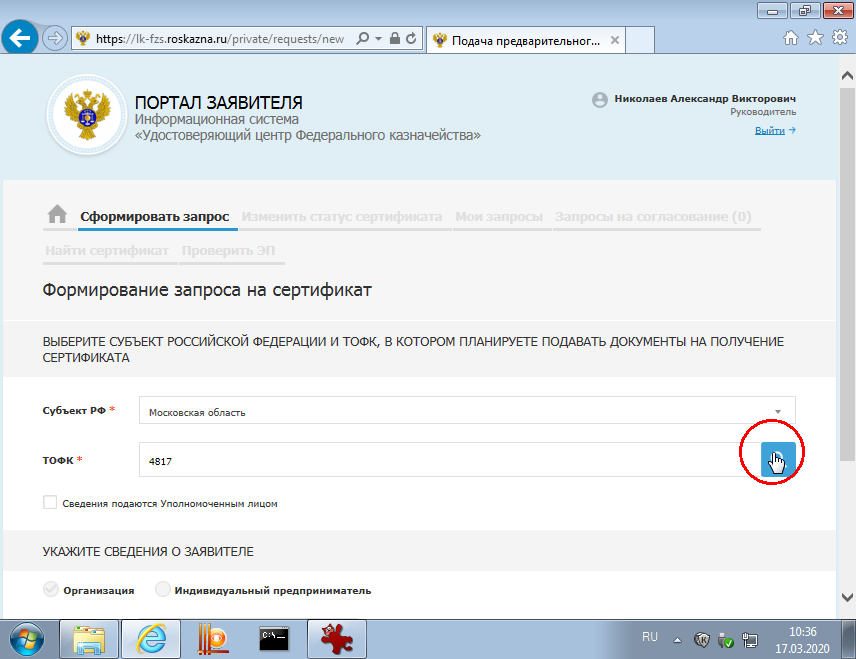 https://lk-fzs.roskazna.ru/private/requests/new
Подача предварительног...
ПОРТАЛ ЗАЯВИТЕЛЯ
Информационная система
«Удостоверяющий центр Федерального казначейства»
Николаев Александр Викторович
Руководитель
Выйти →
Сформировать запрос Изменить статус сертификата Мои запросы Запросы на согласование (0)
Найти сертификат Проверить ЭП
Формирование запроса на сертификат
ВЫБЕРИТЕ СУБЪЕКТ РОССИЙСКОЙ ФЕДЕРАЦИИ И ТОФК, В КОТОРОМ ПЛАНИРУЕТЕ ПОДАВАТЬ ДОКУМЕНТЫ НА ПОЛУЧЕНИЕ
СЕРТИФИКАТА
Субъект РФ * Московская область
ТОФК * 4817
Сведения подаются Уполномоченным лицом
УКАЖИТЕ СВЕДЕНИЯ О ЗАЯВИТЕЛЕ
Организация Индивидуальный предприниматель
C:\_
RU
10:36
17.03.2020